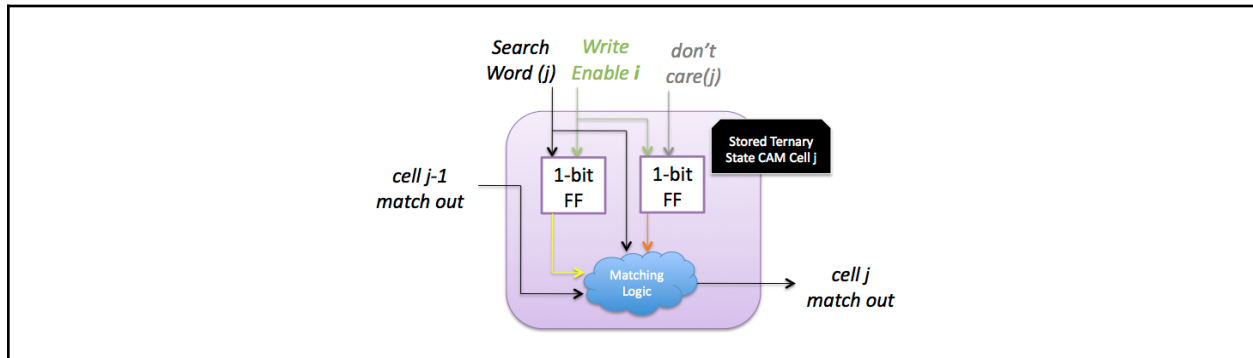 Search
Word (j)
Write
Enable i
don't
care(j)
Stored Ternary
State CAM Cell j
1-bit
FF
1-bit
FF
cell j-1
match out
Matching
Logic
cell j
match out